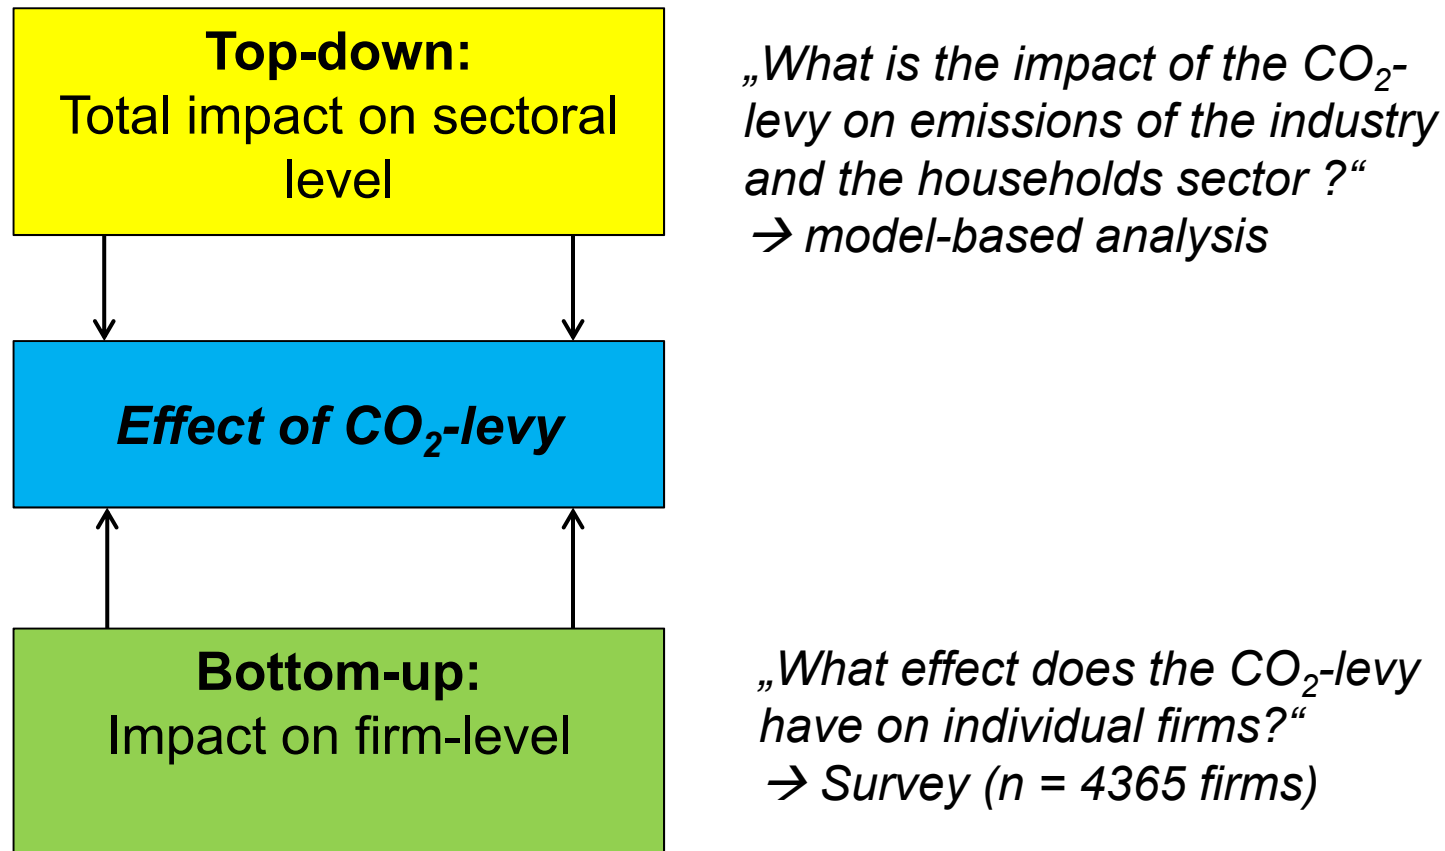 Top-down:
Total impact on sectoral
level
„What is the impact of the CO₂-
levy on emissions of the industry
and the households sector ?“
→ model-based analysis
Effect of CO₂-levy
Bottom-up:
Impact on firm-level
„What effect does the CO₂-levy
have on individual firms?“
→ Survey (n = 4365 firms)